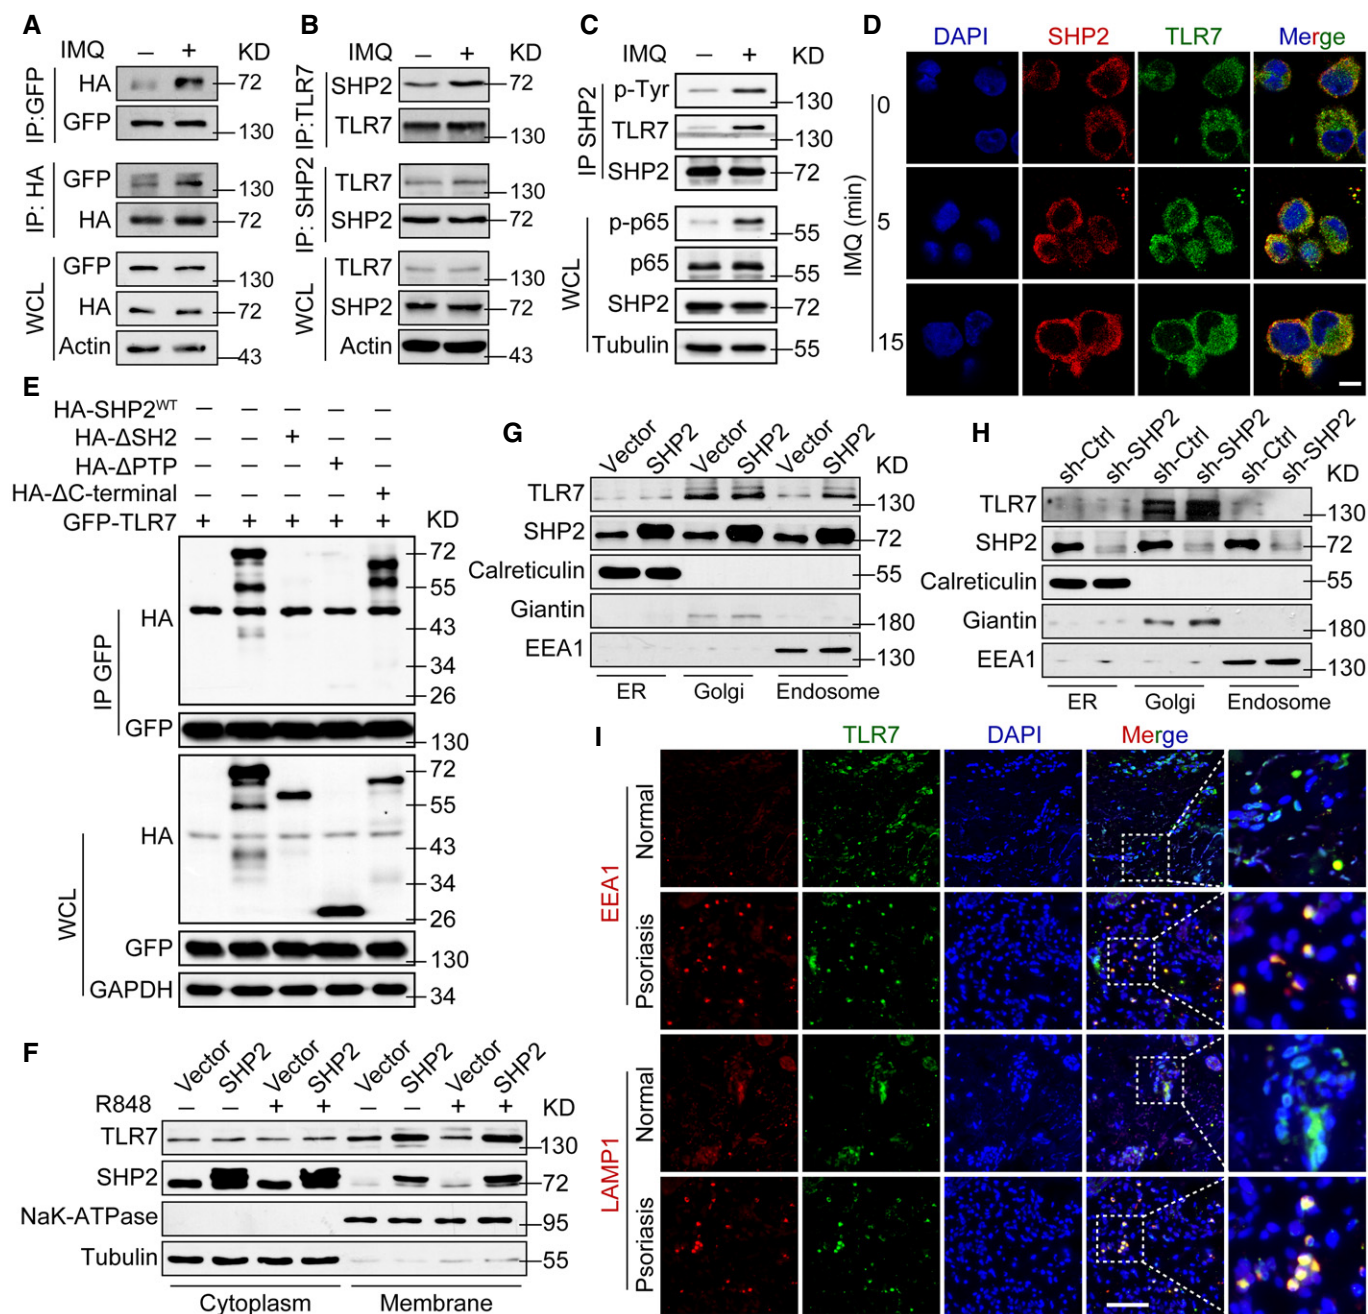 A
IMQ – + KD
IP:GFP
HA 72
GFP 130
IP: HA
GFP 130
HA 72
WCL
GFP 130
HA 72
Actin 43
B
IMQ – + KD
IP:TLR7
SHP2 72
TLR7 130
IP: SHP2
TLR7 130
SHP2 72
WCL
TLR7 130
SHP2 72
Actin 43
C
IMQ – + KD
IP SHP2
p-Tyr 130
TLR7 130
SHP2 72
WCL
p-p65 55
p65 55
SHP2 72
Tubulin 55
D
DAPI SHP2 TLR7 Merge
IMQ (min)
0
5
15
E
HA-SHP2WT – – – – –
HA-ΔSH2 – – + – –
HA-ΔPTP – – – + –
HA-ΔC-terminal – – – – +
GFP-TLR7 + + + + + KD
IP GFP
HA
72
55
43
34
26
GFP 130
WCL
HA
72
55
43
34
26
GFP 130
GAPDH 34
F
Vector SHP2 Vector SHP2 Vector SHP2 Vector SHP2
R848 – – + + – – + + KD
TLR7 130
SHP2 72
NaK-ATPase 95
Tubulin 55
Cytoplasm Membrane
G
Vector SHP2 Vector SHP2 Vector SHP2 KD
TLR7 130
SHP2 72
Calreticulin 55
Giantin 180
EEA1 130
ER Golgi Endosome
H
sh-Ctrl sh-SHP2 sh-Ctrl sh-SHP2 sh-Ctrl sh-SHP2 KD
TLR7 130
SHP2 72
Calreticulin 55
Giantin 180
EEA1 130
ER Golgi Endosome
I
TLR7 DAPI Merge
EEA1
Normal
Psoriasis
LAMP1
Normal
Psoriasis